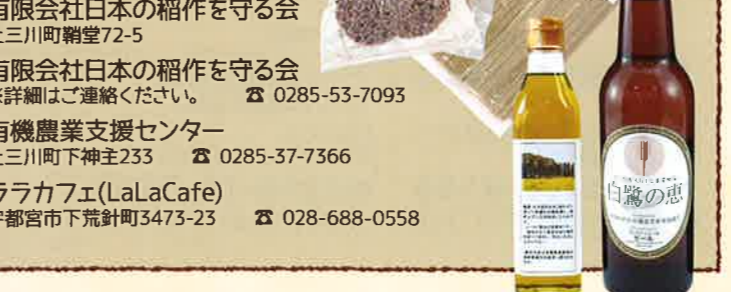 有限会社日本の稲作を守る会
上三川町鞘堂72-5
有限会社日本の稲作を守る会
※詳細はご連絡ください。 ☎ 0285-53-7093
有機農業支援センター
上三川町下神主233 ☎ 0285-37-7366
ララカフェ(LaLaCafe)
宇都宮市下荒針町3473-23 ☎ 028-688-0558
白鷺の恵